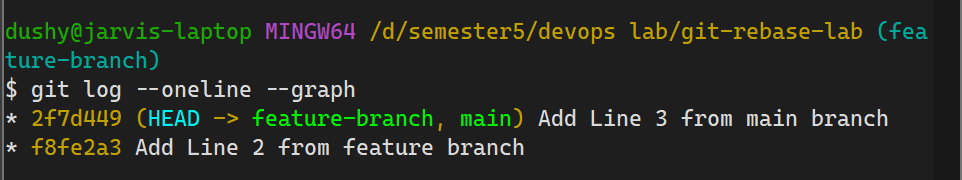 dushy@jarvis-laptop MINGW64 /d/semester5/devops lab/git-rebase-lab (fea
ture-branch)
$ git log --oneline --graph
* 2f7d449 (HEAD -> feature-branch, main) Add Line 3 from main branch
* f8fe2a3 Add Line 2 from feature branch